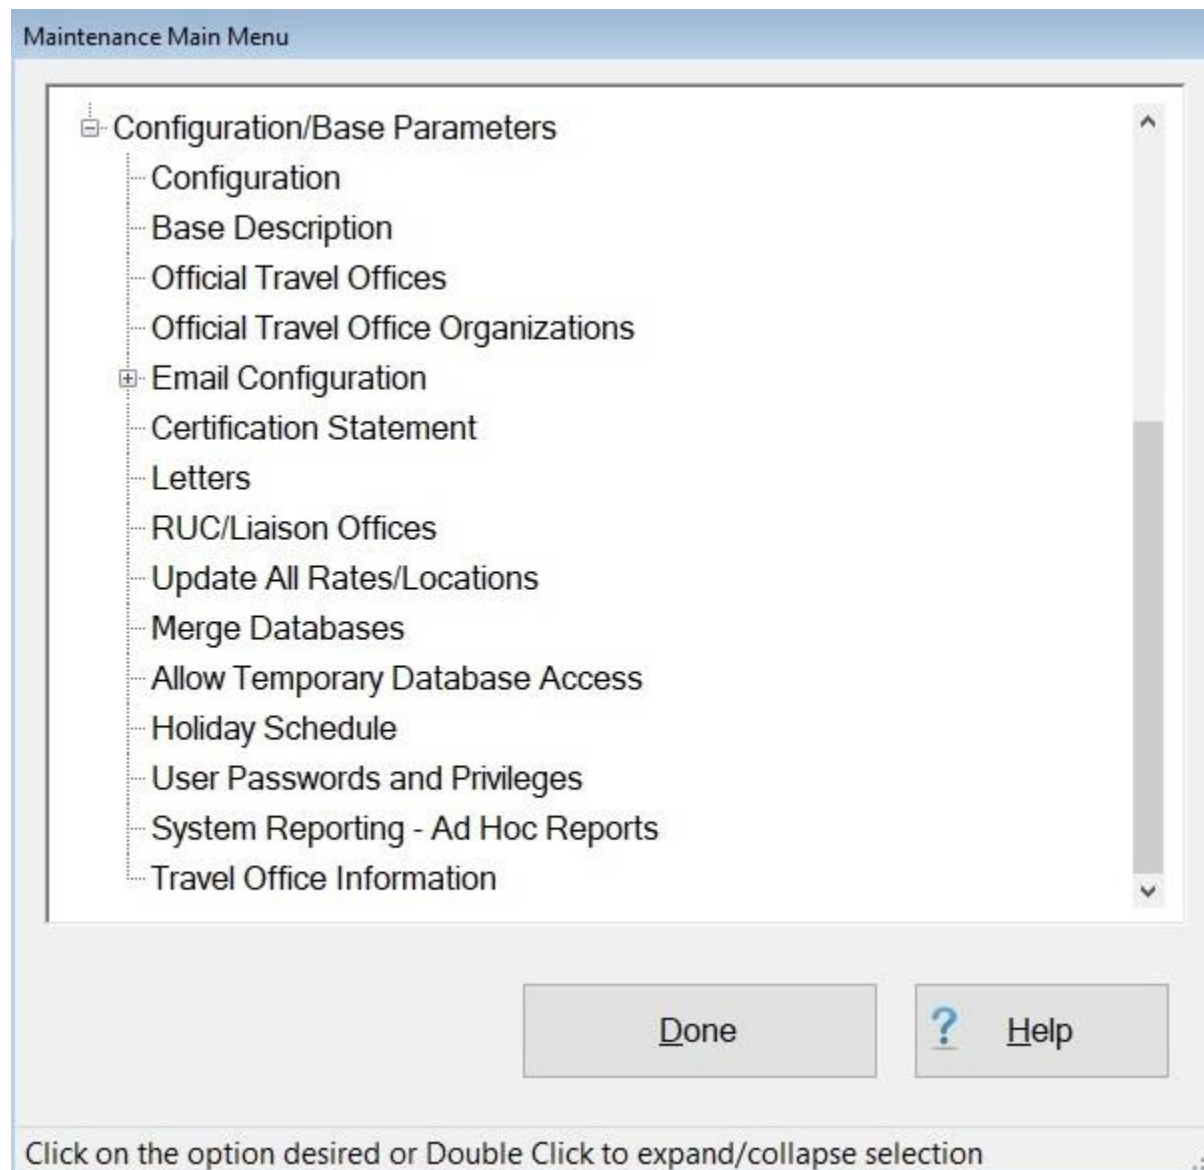 Maintenance Main Menu
Configuration/Base Parameters
Configuration
Base Description
Official Travel Offices
Official Travel Office Organizations
Email Configuration
Certification Statement
Letters
RUC/Liaison Offices
Update All Rates/Locations
Merge Databases
Allow Temporary Database Access
Holiday Schedule
User Passwords and Privileges
System Reporting - Ad Hoc Reports
Travel Office Information
Done
? Help
Click on the option desired or Double Click to expand/collapse selection